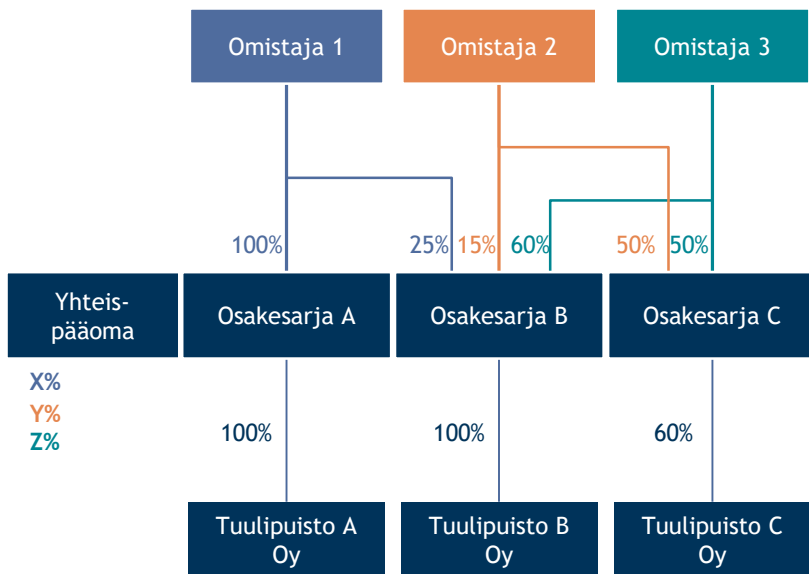 Omistaja 1
Omistaja 2
Omistaja 3
100%
25%
15%
60%
50%
50%
Yhteis-
pääoma
Osakesarja A
Osakesarja B
Osakesarja C
X%
Y%
Z%
100%
100%
60%
Tuulipuisto A
Oy
Tuulipuisto B
Oy
Tuulipuisto C
Oy